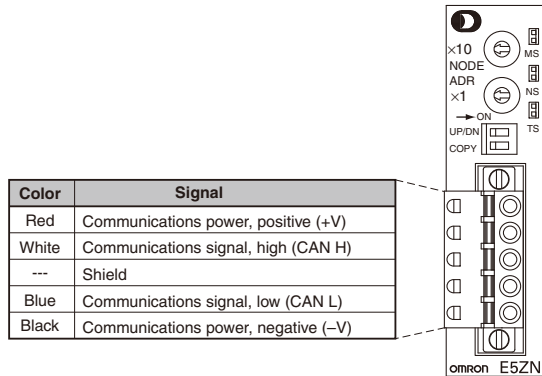 ×10
MS
NODE
ADR
NS
×1
→ ON
TS
UP/DN
COPY
Color Signal
Red Communications power, positive (+V)
White Communications signal, high (CAN H)
--- Shield
Blue Communications signal, low (CAN L)
Black Communications power, negative (–V)
OMRON E5ZN